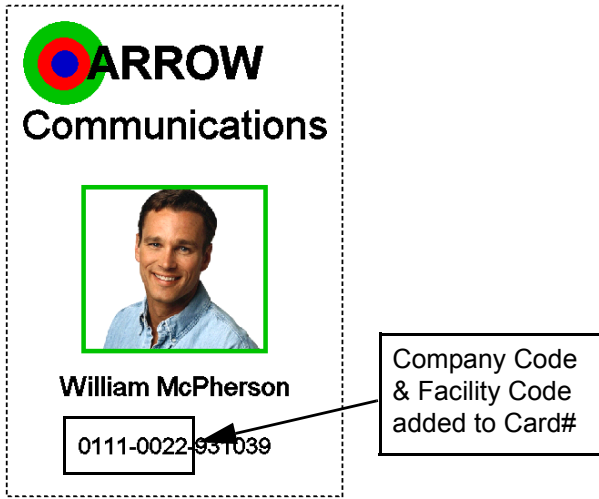 ARROW
Communications
William McPherson
0111-0022-931039
Company Code
& Facility Code
added to Card#